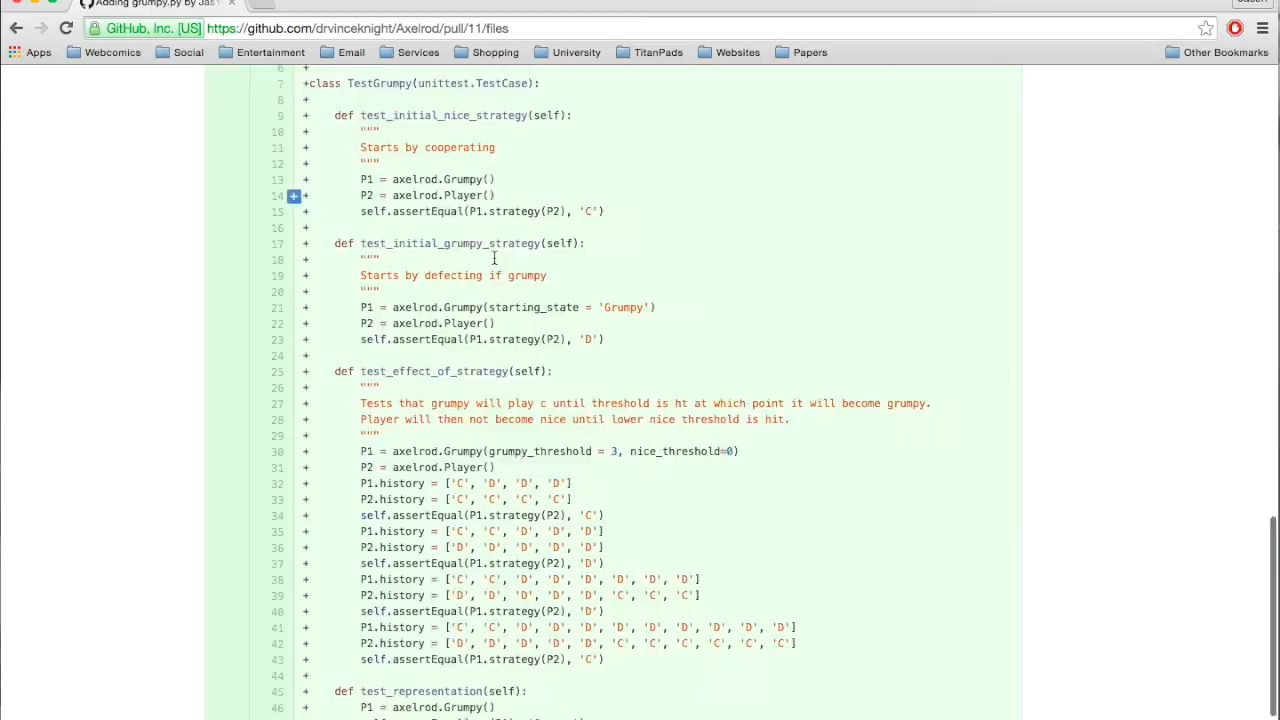 Adding grumpy.py by Jas
GitHub, Inc. [US] https://github.com/drvinceknight/Axelrod/pull/11/files
Apps Webcomics Social Entertainment Email Services Shopping University TitanPads Websites Papers Other Bookmarks
6 +
7 +class TestGrumpy(unittest.TestCase):
8 +
9 + def test_initial_nice_strategy(self):
10 + """
11 + Starts by cooperating
12 + """
13 + P1 = axelrod.Grumpy()
14 + P2 = axelrod.Player()
15 + self.assertEqual(P1.strategy(P2), 'C')
16 +
17 + def test_initial_grumpy_strategy(self):
18 + """
19 + Starts by defecting if grumpy
20 + """
21 + P1 = axelrod.Grumpy(starting_state = 'Grumpy')
22 + P2 = axelrod.Player()
23 + self.assertEqual(P1.strategy(P2), 'D')
24 +
25 + def test_effect_of_strategy(self):
26 + """
27 + Tests that grumpy will play c until threshold is ht at which point it will become grumpy.
28 + Player will then not become nice until lower nice threshold is hit.
29 + """
30 + P1 = axelrod.Grumpy(grumpy_threshold = 3, nice_threshold=0)
31 + P2 = axelrod.Player()
32 + P1.history = ['C', 'D', 'D', 'D']
33 + P2.history = ['C', 'C', 'C', 'C']
34 + self.assertEqual(P1.strategy(P2), 'C')
35 + P1.history = ['C', 'C', 'D', 'D', 'D']
36 + P2.history = ['D', 'D', 'D', 'D', 'D']
37 + self.assertEqual(P1.strategy(P2), 'D')
38 + P1.history = ['C', 'C', 'D', 'D', 'D', 'D', 'D', 'D']
39 + P2.history = ['D', 'D', 'D', 'D', 'D', 'C', 'C', 'C']
40 + self.assertEqual(P1.strategy(P2), 'D')
41 + P1.history = ['C', 'C', 'D', 'D', 'D', 'D', 'D', 'D', 'D', 'D', 'D']
42 + P2.history = ['D', 'D', 'D', 'D', 'D', 'C', 'C', 'C', 'C', 'C', 'C']
43 + self.assertEqual(P1.strategy(P2), 'C')
44 +
45 + def test_representation(self):
46 + P1 = axelrod.Grumpy()